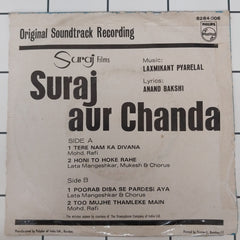 PHILIPS
6284 006
Original Soundtrack Recording
Suraj Films
Music:
LAXMIKANT PYARELAL
Lyrics:
ANAND BAKSHI
Suraj
aur Chanda
SIDE A
1 TERE NAM KA DIVANA
Mohd. Rafi
2 HONI TO HOKE RAHE
Lata Mangeshkar, Mukesh & Chorus
Side B
1 POORAB DISA SE PARDESI AYA
Lata Mangeshkar & Chorus
2 TOO MUJHE THAMLEKE MAIN
Mohd. Rafi